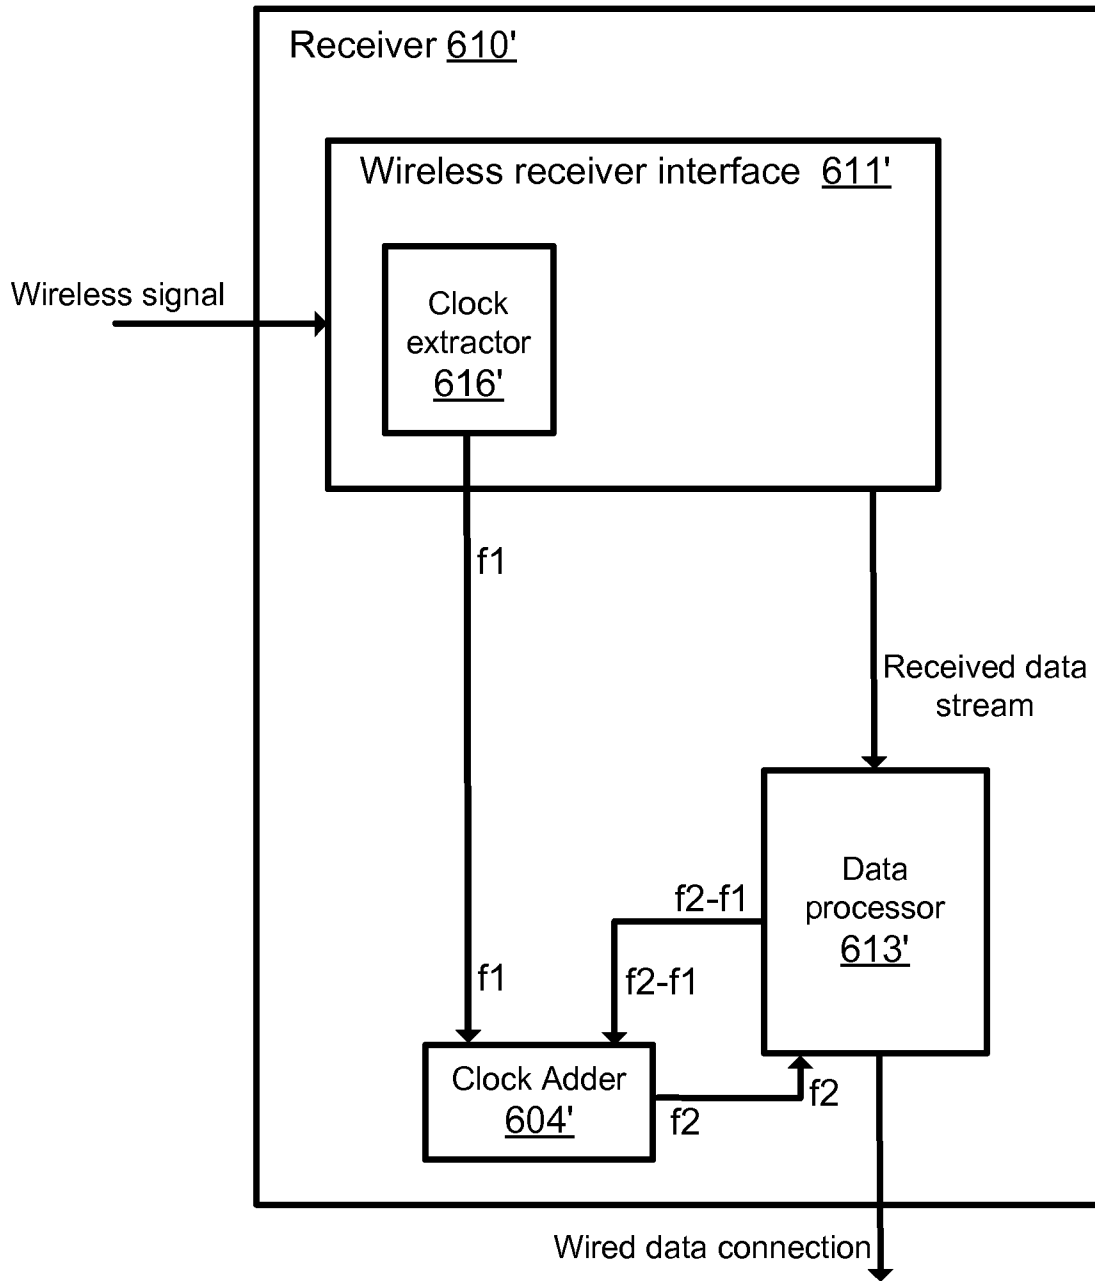 Receiver 610'
Wireless receiver interface 611'
Wireless signal
Clock
extractor
616'
f1
Received data
stream
Data
processor
613'
f2-f1
f2-f1
f1
Clock Adder
604'
f2
f2
Wired data connection